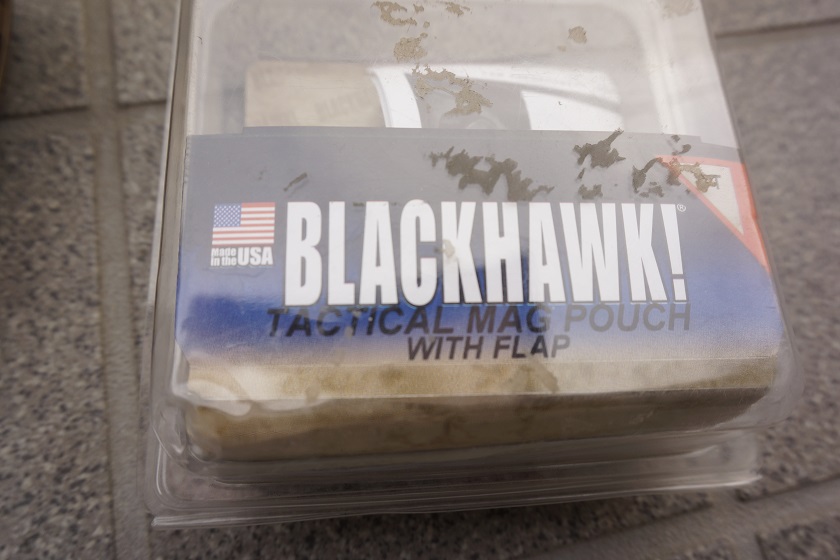 Made
in the USA
BLACKHAWK!®
TACTICAL MAG POUCH
WITH FLAP